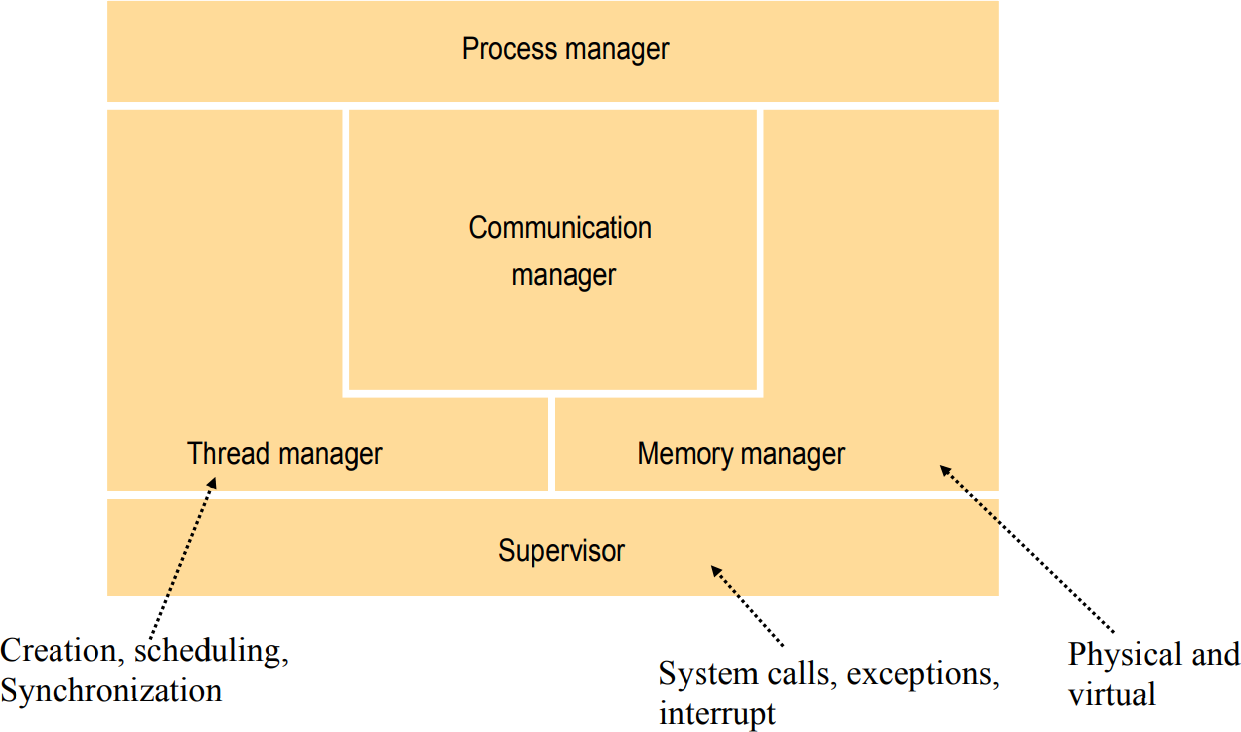 Process manager
Communication
manager
Thread manager
Memory manager
Supervisor
Creation, scheduling,
Synchronization
System calls, exceptions,
interrupt
Physical and
virtual